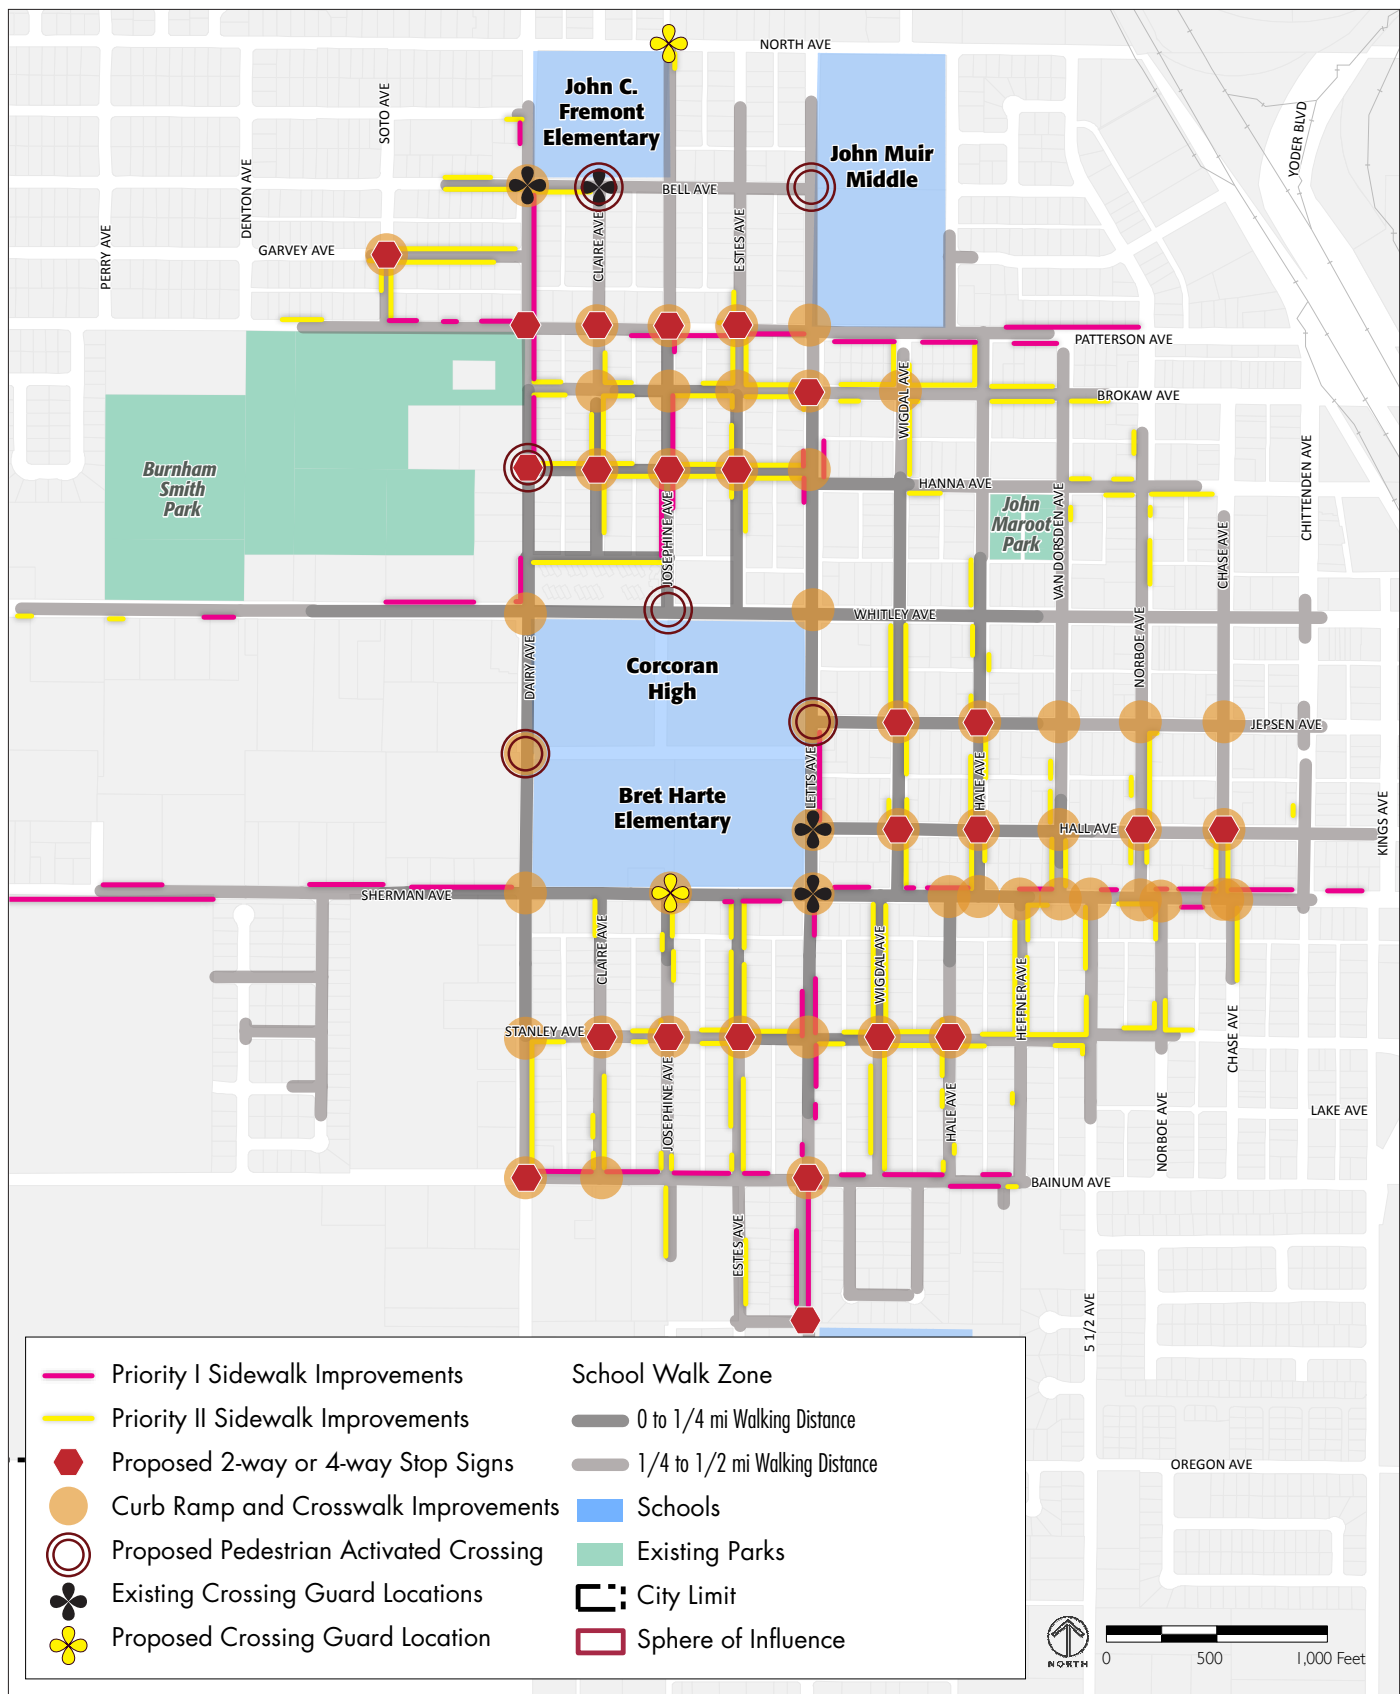 NORTH AVE
John C.
Fremont
Elementary
John Muir
Middle
YODER BLVD
SOTO AVE
DENTON AVE
PERRY AVE
BELL AVE
GARVEY AVE
CLAIRE AVE
ESTES AVE
PATTERSON AVE
WIGDAL AVE
BROKAW AVE
Burnham
Smith
Park
HANNA AVE
John
Maroot
Park
VAN DORSDEN AVE
CHITTENDEN AVE
CHASE AVE
JOSEPHINE AVE
WHITLEY AVE
NORBOE AVE
DAIRY AVE
Corcoran
High
JEPSEN AVE
LETTS AVE
HALE AVE
Bret Harte
Elementary
HALL AVE
KINGS AVE
SHERMAN AVE
CLAIRE AVE
WIGDAL AVE
HEFFNER AVE
STANLEY AVE
CHASE AVE
JOSEPHINE AVE
HALE AVE
NORBOE AVE
LAKE AVE
BAINUM AVE
ESTES AVE
5 1/2 AVE
OREGON AVE
Priority I Sidewalk Improvements
Priority II Sidewalk Improvements
Proposed 2-way or 4-way Stop Signs
Curb Ramp and Crosswalk Improvements
Proposed Pedestrian Activated Crossing
Existing Crossing Guard Locations
Proposed Crossing Guard Location
School Walk Zone
0 to 1/4 mi Walking Distance
1/4 to 1/2 mi Walking Distance
Schools
Existing Parks
City Limit
Sphere of Influence
NORTH
0 500 1,000 Feet